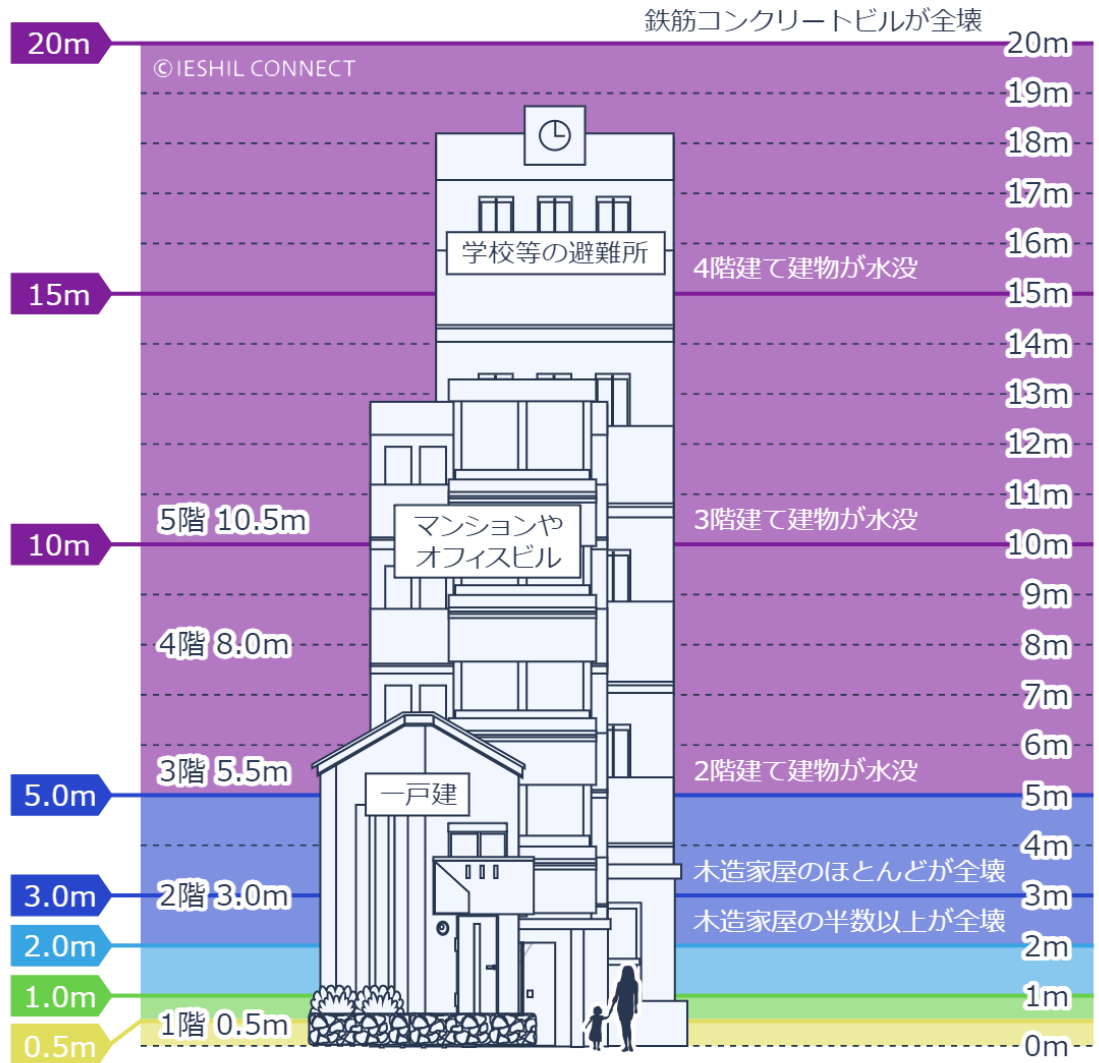 鉄筋コンクリートビルが全壊
20m
20m
©IESHIL CONNECT
19m
18m
17m
学校等の避難所
16m
4階建て建物が水没
15m
15m
14m
13m
12m
11m
5階 10.5m
マンションや
オフィスビル
3階建て建物が水没
10m
10m
9m
4階 8.0m
8m
7m
6m
3階 5.5m
2階建て建物が水没
一戸建
5.0m
5m
4m
木造家屋のほとんどが全壊
3.0m
2階 3.0m
3m
木造家屋の半数以上が全壊
2.0m
2m
1.0m
1m
1階 0.5m
0.5m
0m